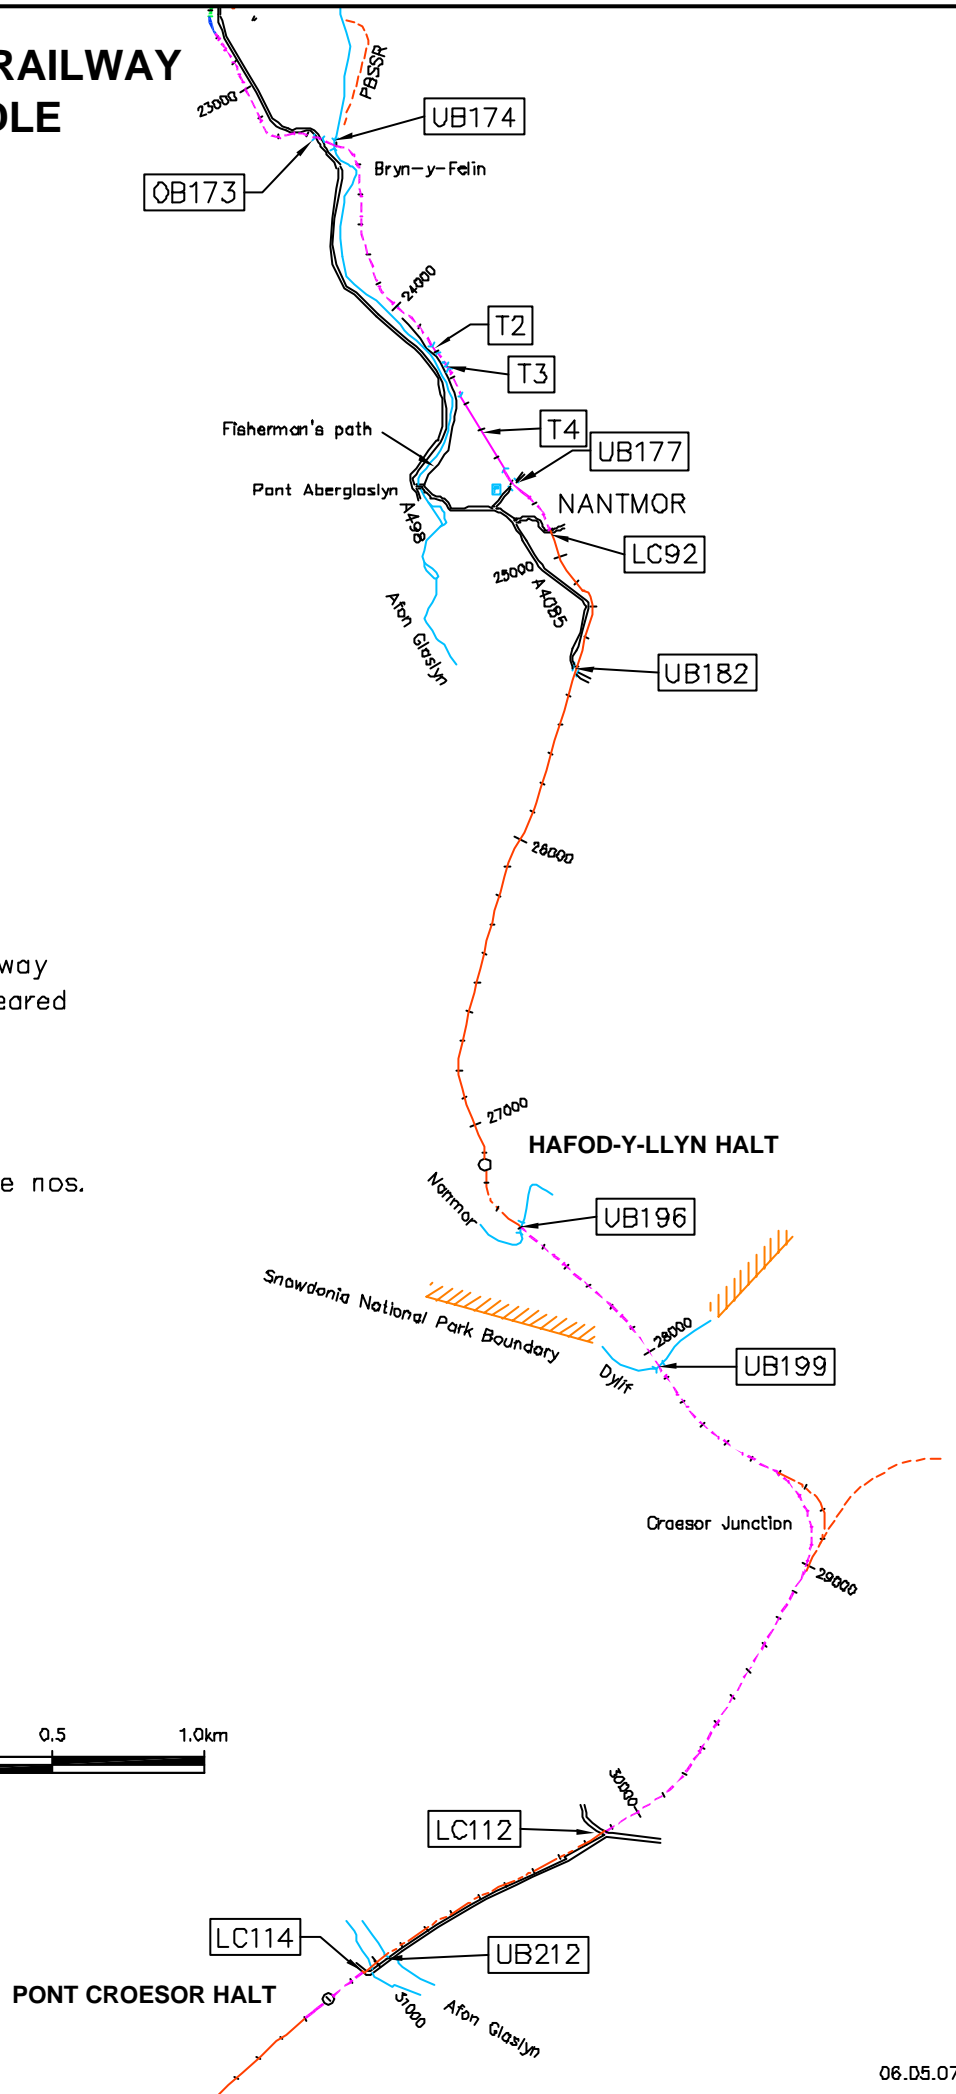 RAILWAY
OLE
PBSSR
23000
UB174
OB173
Bryn-y-Felin
24000
T2
T3
Fisherman's path
T4
UB177
Pont Aberglaslyn
NANTMOR
A498
LC92
25000
A4085
Afon Glaslyn
UB182
26000
way
eared
27000
HAFOD-Y-LLYN HALT
e nos.
Nanmor
UB196
Snowdonia National Park Boundary
28000
UB199
Dylif
Croesor Junction
29000
0.5
1.0km
30000
LC112
LC114
UB212
PONT CROESOR HALT
31000
Afon Glaslyn
06.05.07